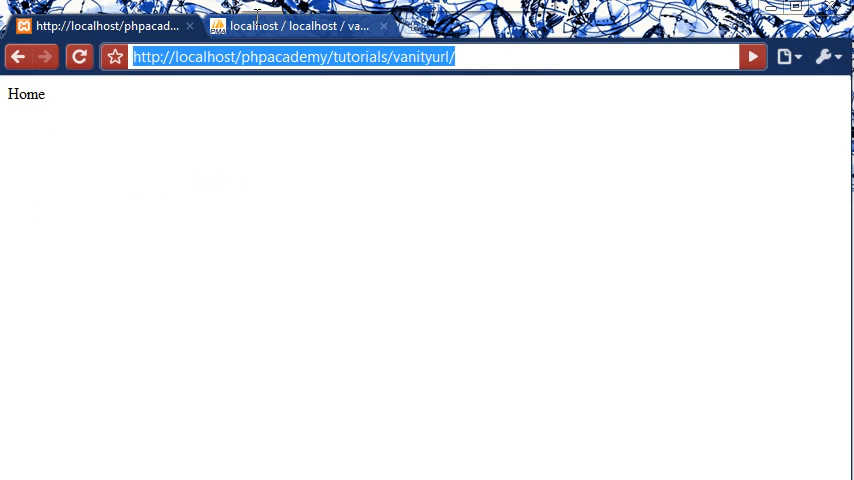 http://localhost/phpacad...
localhost / localhost / va...
http://localhost/phpacademy/tutorials/vanityurl/
Home